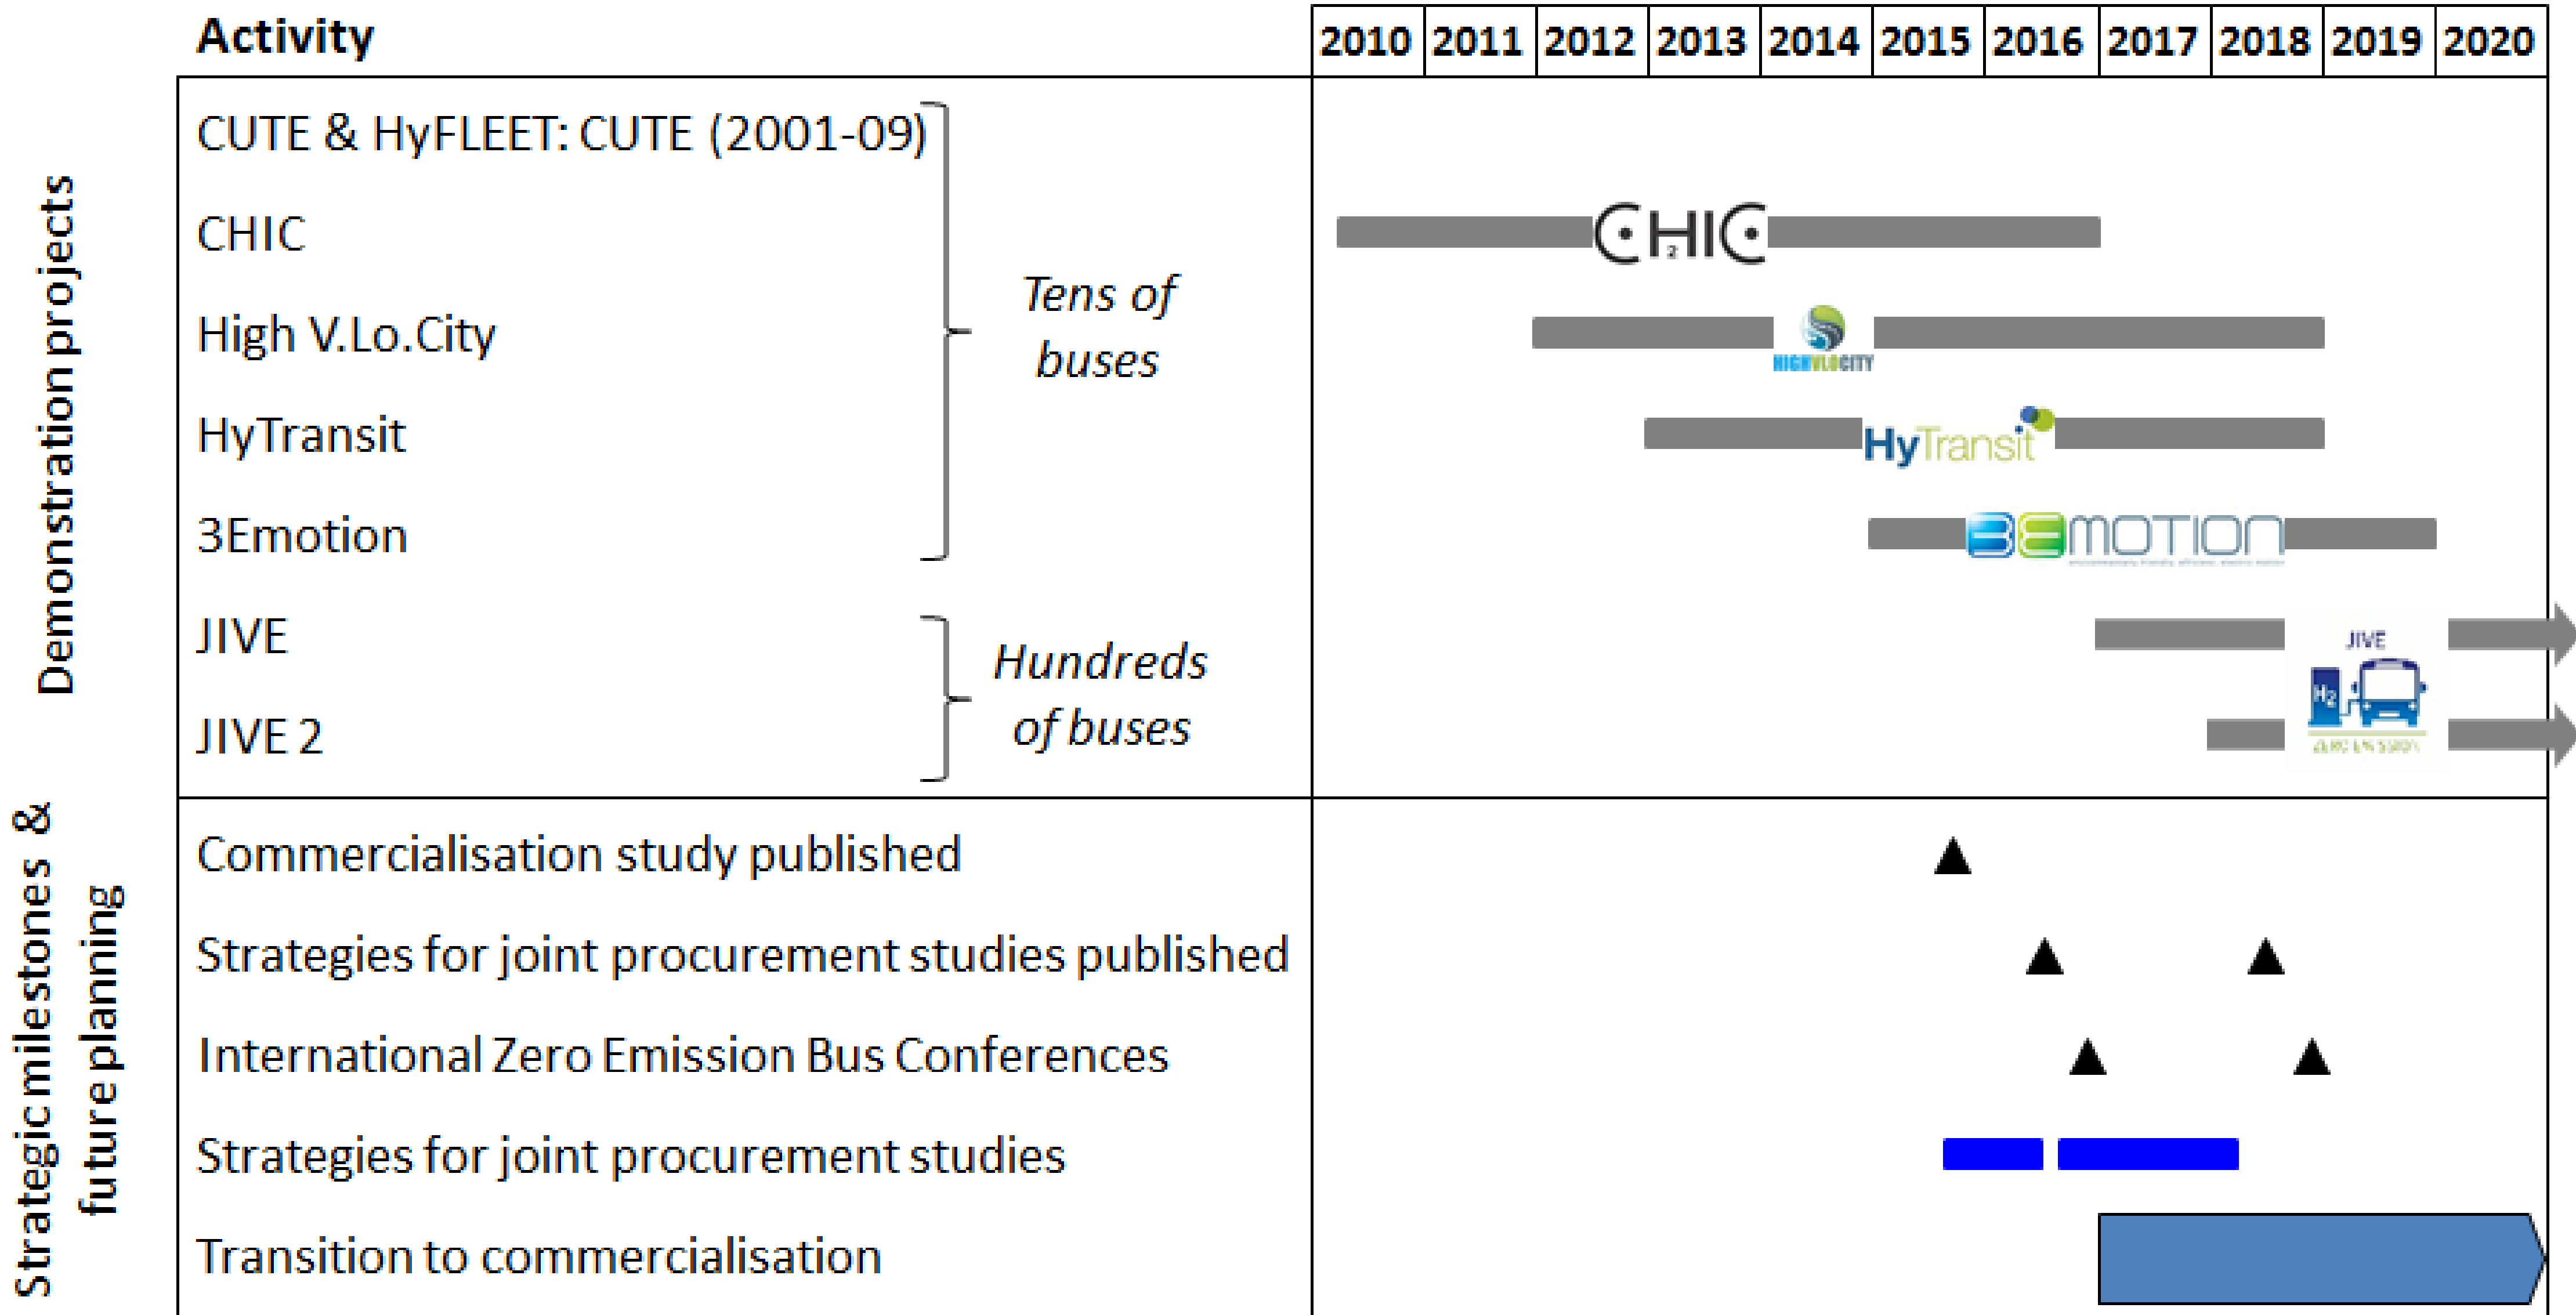 Activity
2010 2011 2012 2013 2014 2015 2016 2017 2018 2019 2020
Demonstration projects
CUTE & HyFLEET: CUTE (2001-09)
CHIC
CH2IC
High V.Lo.City
HIGHVLOCITY
Tens of
buses
HyTransit
HyTransit
3Emotion
3EMOTION
JIVE
JIVE
Hundreds
of buses
H2
JIVE 2
ZERO EMISSION
Strategic milestones &
future planning
Commercialisation study published
Strategies for joint procurement studies published
International Zero Emission Bus Conferences
Strategies for joint procurement studies
Transition to commercialisation